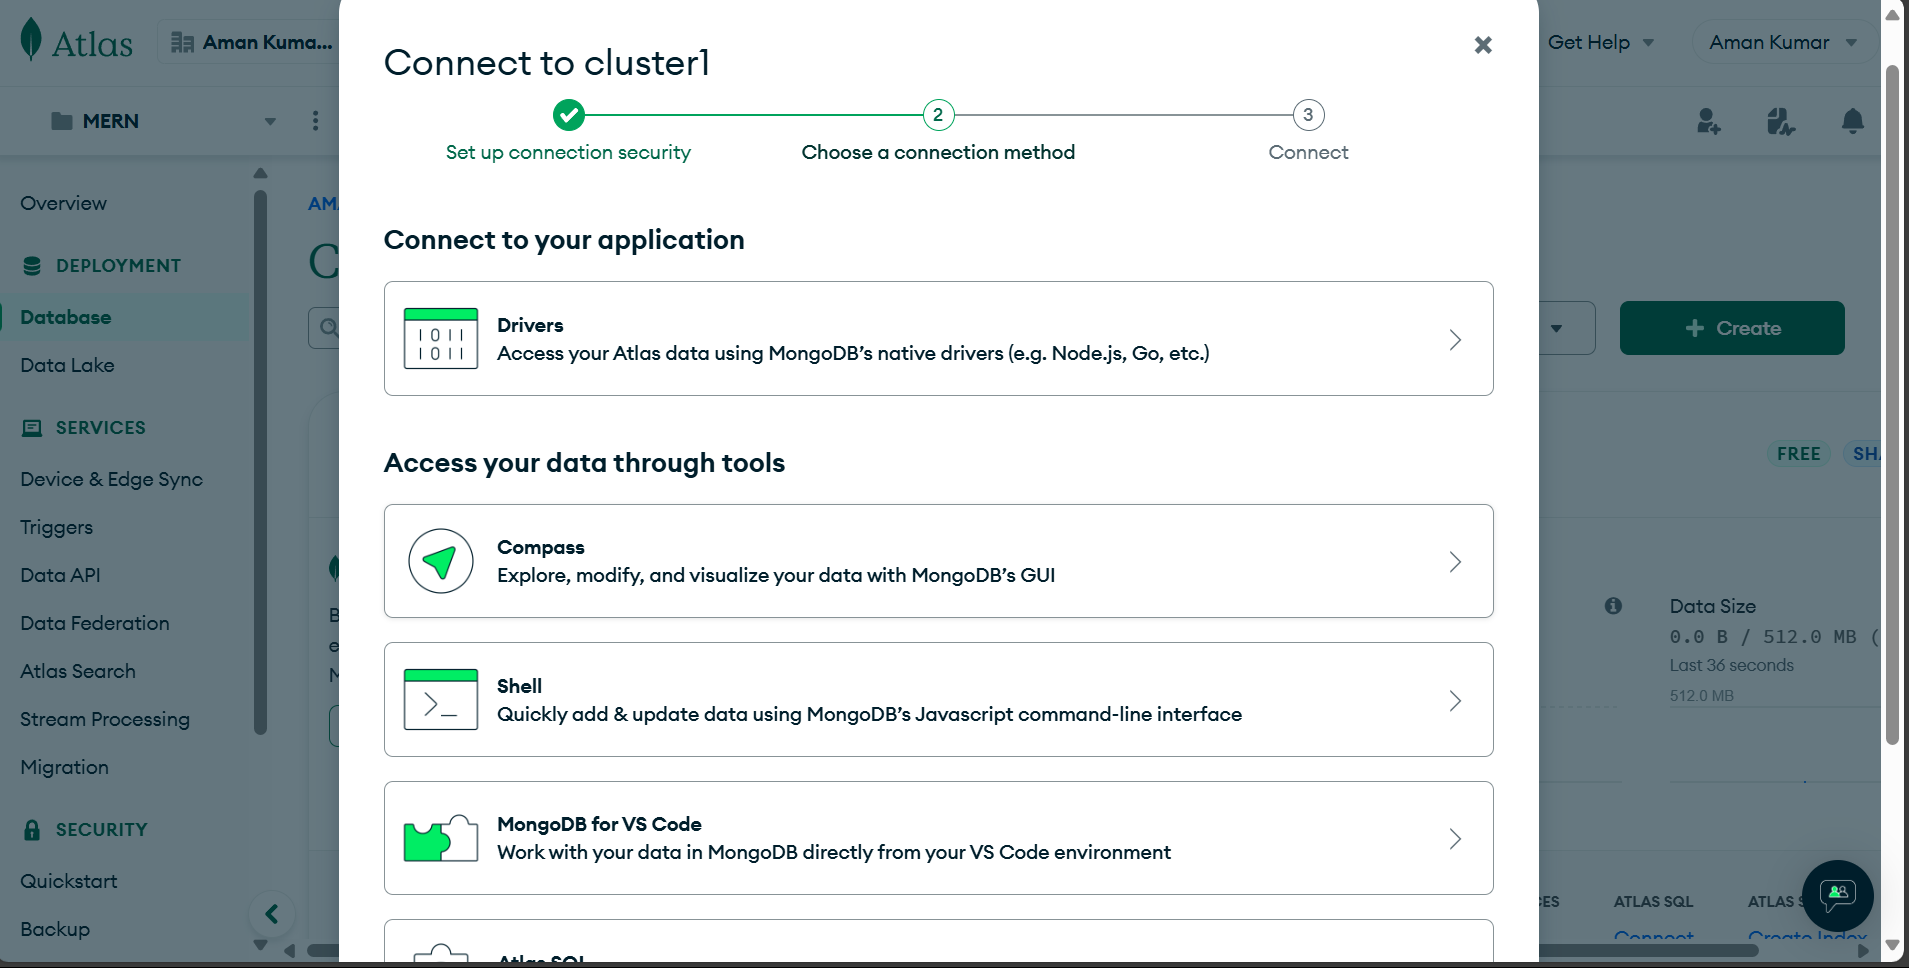 Atlas
Aman Kuma...
Get Help
Aman Kumar
MERN
Overview
DEPLOYMENT
Database
Data Lake
SERVICES
Device & Edge Sync
Triggers
Data API
Data Federation
Atlas Search
Stream Processing
Migration
SECURITY
Quickstart
Backup
Connect to cluster1
2
3
Set up connection security
Choose a connection method
Connect
Connect to your application
1011
1011
Drivers
Access your Atlas data using MongoDB’s native drivers (e.g. Node.js, Go, etc.)
Access your data through tools
Compass
Explore, modify, and visualize your data with MongoDB’s GUI
Shell
Quickly add & update data using MongoDB’s Javascript command-line interface
MongoDB for VS Code
Work with your data in MongoDB directly from your VS Code environment
Atlas SQL
+ Create
FREE
Data Size
0.0 B / 512.0 MB (
Last 36 seconds
512.0 MB
ATLAS SQL
ATLAS
Connect
Create Index